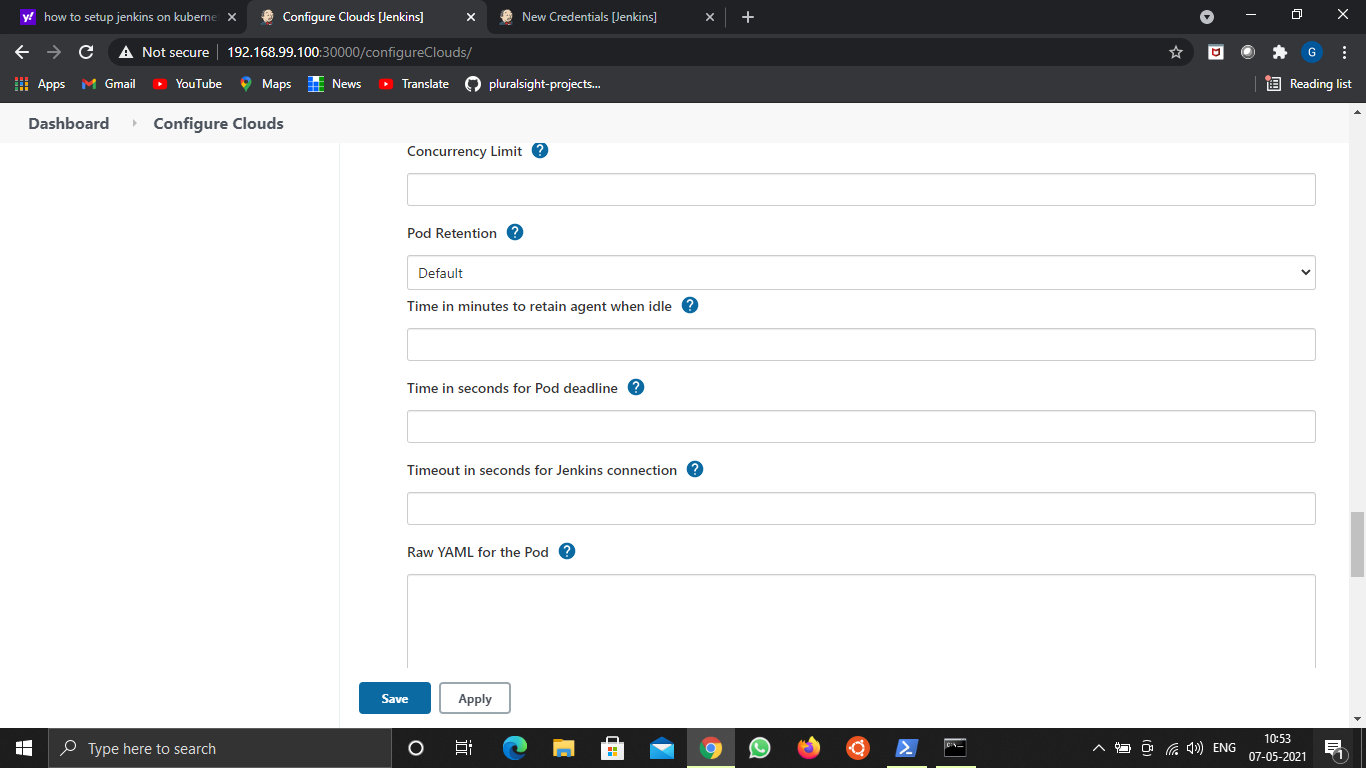 how to setup jenkins on kuberne
Configure Clouds [Jenkins]
New Credentials [Jenkins]
Not secure
192.168.99.100:30000/configureClouds/
G
Apps
Gmail
YouTube
Maps
News
Translate
pluralsight-projects...
Reading list
Dashboard
Configure Clouds
Concurrency Limit ?
Pod Retention ?
Default
Time in minutes to retain agent when idle ?
Time in seconds for Pod deadline ?
Timeout in seconds for Jenkins connection ?
Raw YAML for the Pod ?
Save
Apply
Type here to search
ENG
10:53
07-05-2021
1